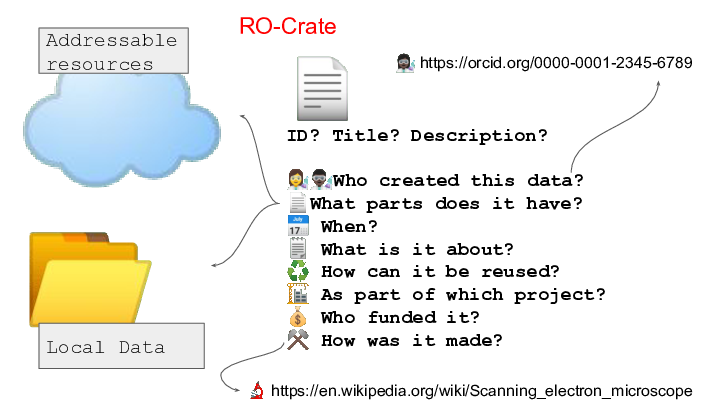 RO-Crate
Addressable
resources
https://orcid.org/0000-0001-2345-6789
ID? Title? Description?
Who created this data?
What parts does it have?
July
17
When?
What is it about?
How can it be reused?
As part of which project?
Who funded it?
How was it made?
Local Data
https://en.wikipedia.org/wiki/Scanning_electron_microscope